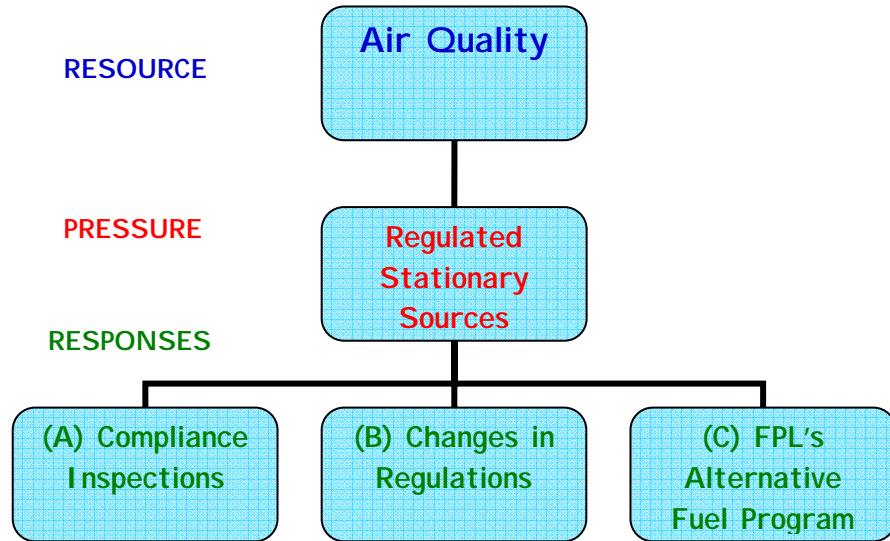 RESOURCE
Air Quality
PRESSURE
Regulated
Stationary
Sources
RESPONSES
(A) Compliance
Inspections
(B) Changes in
Regulations
(C) FPL's
Alternative
Fuel Program